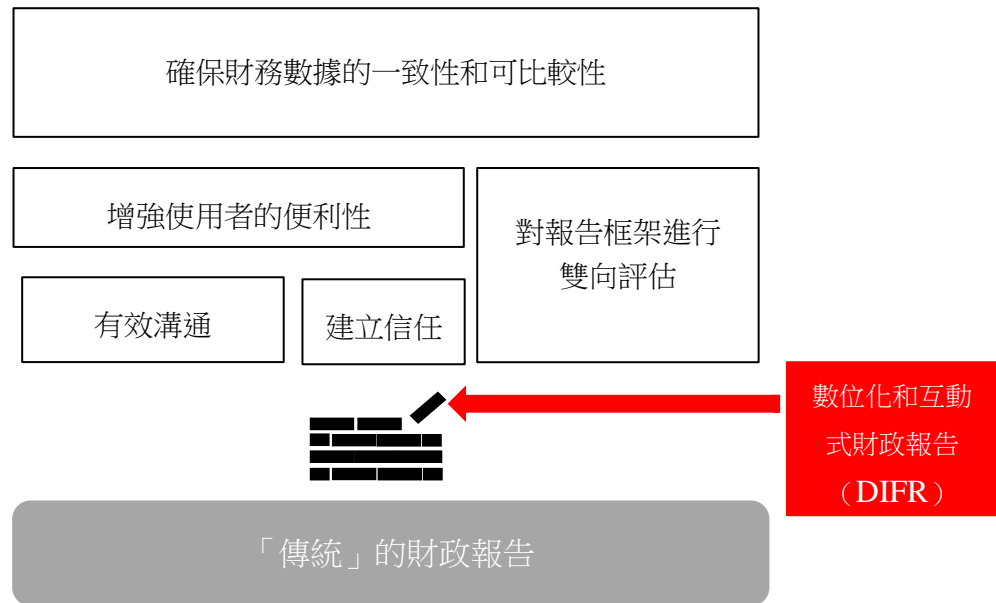 確保財務數據的一致性和可比較性
增強使用者的便利性
對報告框架進行
雙向評估
有效溝通
建立信任
數位化和互動
式財政報告
（DIFR）
「傳統」的財政報告